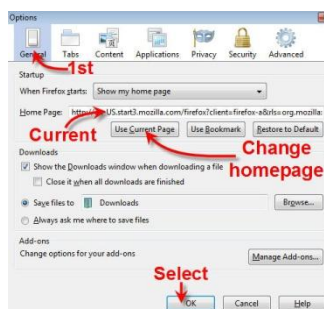 Options
General Tabs Content Applications Privacy Security Advanced
1st
Startup
When Firefox starts: Show my home page
Home Page: http://US.start3.mozilla.com/firefox?client=firefox-a&rls=org.mozilla:
Current
Use Current Page Use Bookmark Restore to Default
Change
homepage
Downloads
Show the Downloads window when downloading a file
Close it when all downloads are finished
Save files to Downloads Browse...
Always ask me where to save files
Add-ons
Change options for your add-ons
Manage Add-ons...
Select
OK Cancel Help